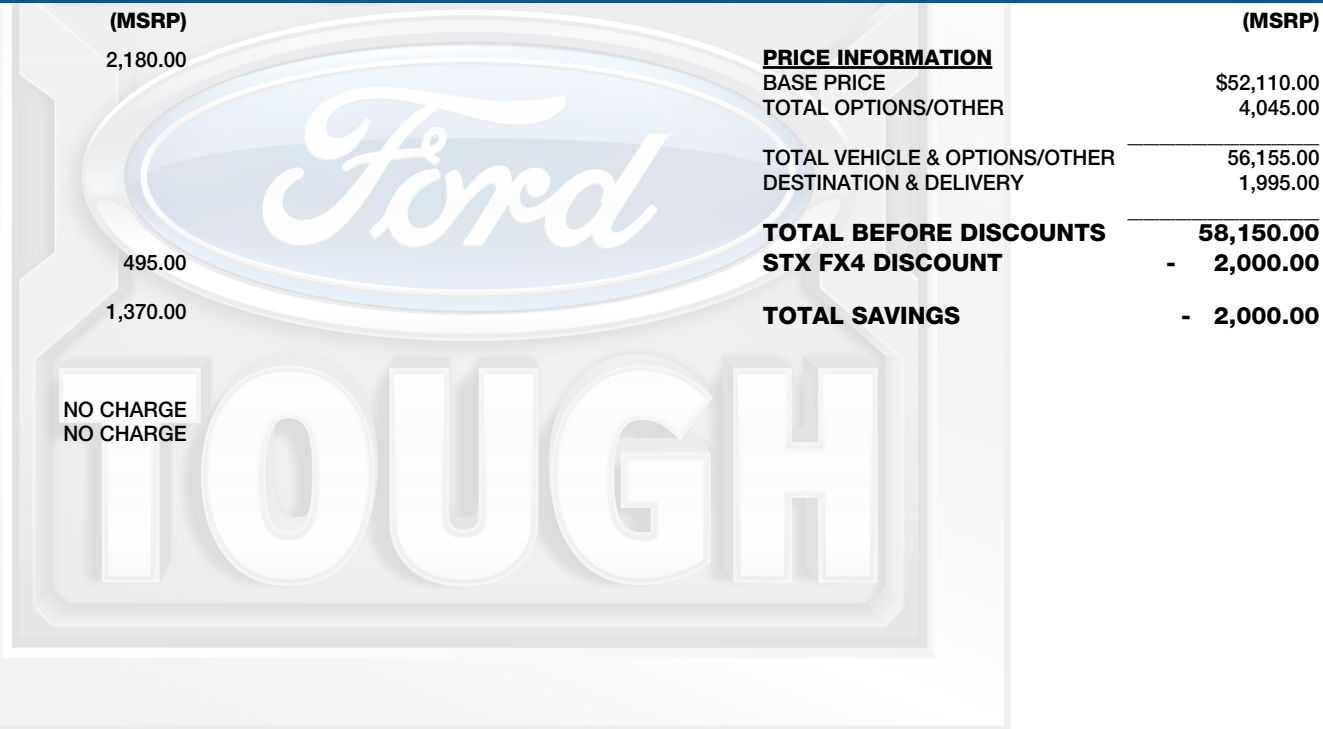 (MSRP)
2,180.00
495.00
1,370.00
NO CHARGE
NO CHARGE
(MSRP)
PRICE INFORMATION
BASE PRICE $52,110.00
TOTAL OPTIONS/OTHER 4,045.00
TOTAL VEHICLE & OPTIONS/OTHER 56,155.00
DESTINATION & DELIVERY 1,995.00
TOTAL BEFORE DISCOUNTS 58,150.00
STX FX4 DISCOUNT - 2,000.00
TOTAL SAVINGS - 2,000.00
Ford
TOUGH